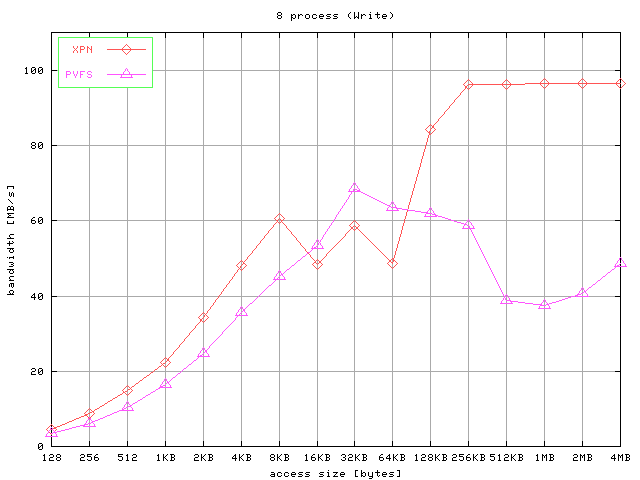 8 process (Write)
XPN
PVFS
100
80
60
40
20
0
bandwidth [MB/s]
128 256 512 1KB 2KB 4KB 8KB 16KB 32KB 64KB 128KB 256KB 512KB 1MB 2MB 4MB
access size [bytes]